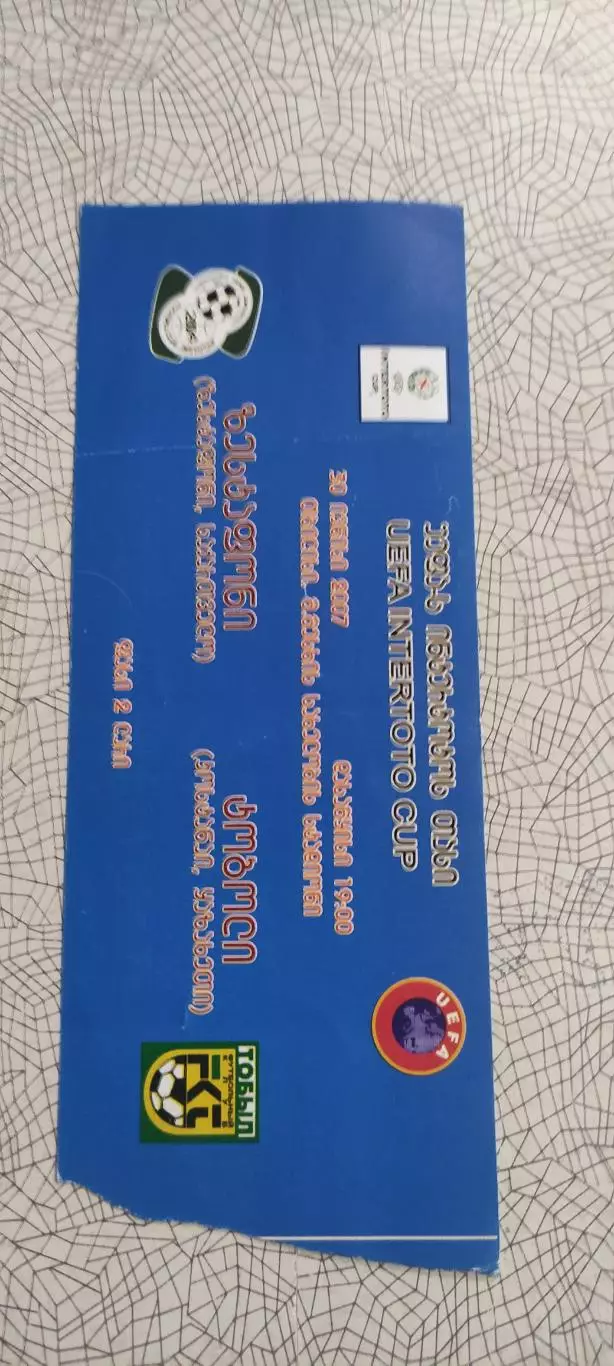 უეფას ინტერტოტოს თასი
UEFA INTERTOTO CUP
30 ივნისი 2007 დასაწყისი 19:00
თბილისი, მ.მესხის სახელობის სტადიონი
ზესტაფონი ტობოლი
(ზესტაფონი, საქართველო) (კოსტანაი, ყაზახეთი)
ფასი 2 ლარი
UEFA
ТОБЫЛ
ФУТБОЛЬНЫЙ